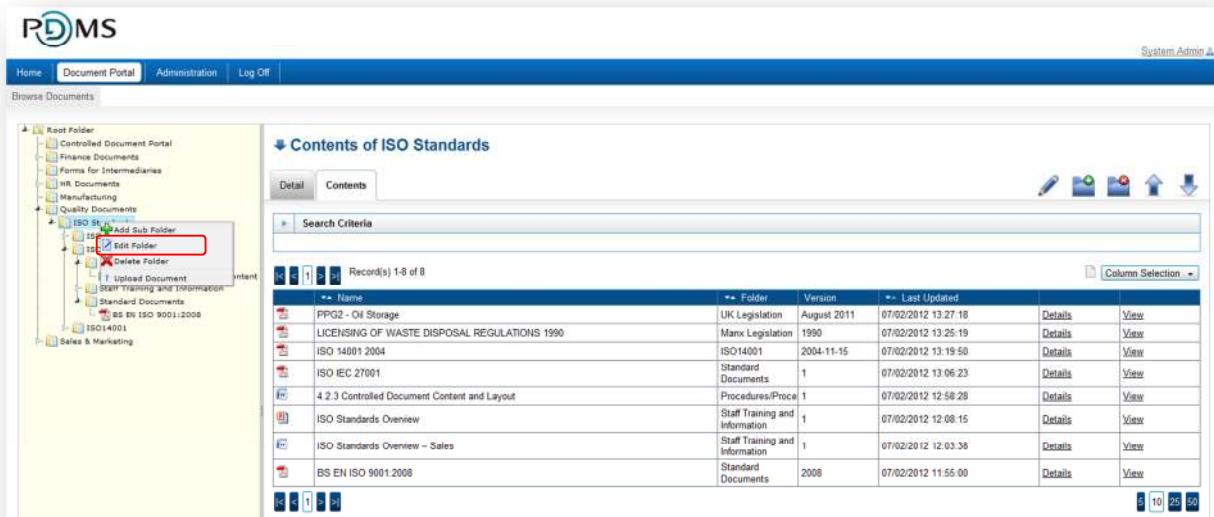 PDMS
System Admin
Home Document Portal Administration Log Off
Browse Documents
Root Folder
Controlled Document Portal
Finance Documents
Forms for Intermediaries
HR Documents
Manufacturing
Quality Documents
ISO St
Add Sub Folder
ISO
Edit Folder
ISO
Delete Folder
Upload Document
ntent
Staff Training and Information
Standard Documents
BS EN ISO 9001:2008
ISO14001
Sales & Marketing
Contents of ISO Standards
Detail Contents
Search Criteria
|< < 1 > >| Record(s) 1-8 of 8
Column Selection
Name Folder Version Last Updated
PPG2 - Oil Storage UK Legislation August 2011 07/02/2012 13:27:18 Details View
LICENSING OF WASTE DISPOSAL REGULATIONS 1990 Manx Legislation 1990 07/02/2012 13:25:19 Details View
ISO 14001 2004 ISO14001 2004-11-15 07/02/2012 13:19:50 Details View
ISO IEC 27001 Standard Documents 1 07/02/2012 13:06:23 Details View
4.2.3 Controlled Document Content and Layout Procedures/Proce 1 07/02/2012 12:58:28 Details View
ISO Standards Overview Staff Training and Information 1 07/02/2012 12:08:15 Details View
ISO Standards Overview – Sales Staff Training and Information 1 07/02/2012 12:03:38 Details View
BS EN ISO 9001:2008 Standard Documents 2008 07/02/2012 11:55:00 Details View
|< < 1 > >| 5 10 25 50